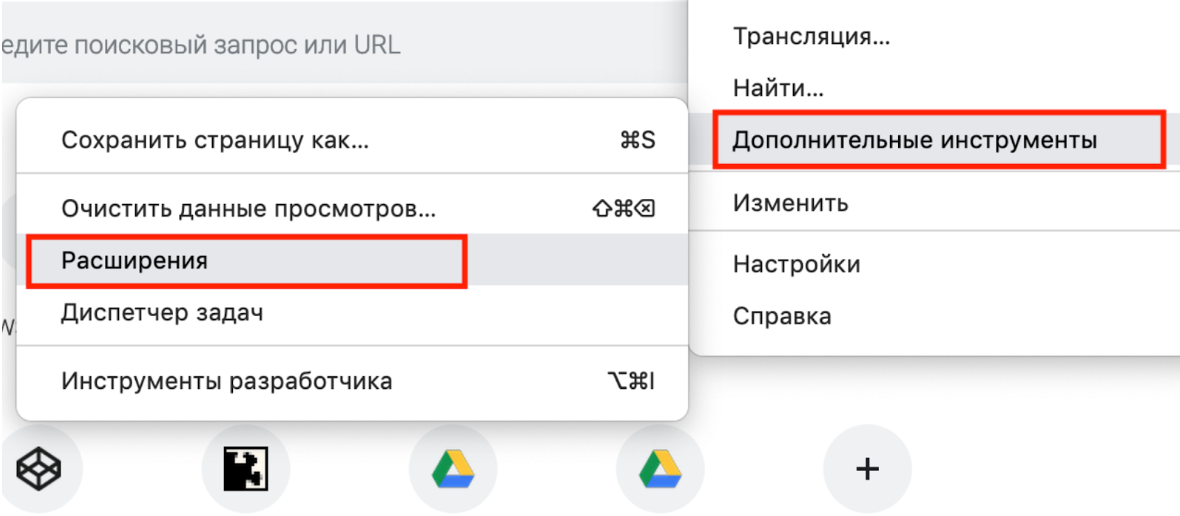 едите поисковый запрос или URL
Трансляция...
Найти...
Дополнительные инструменты
Изменить
Настройки
Справка
Сохранить страницу как... ⌘S
Очистить данные просмотров... ⇧⌘⌫
Расширения
Диспетчер задач
Инструменты разработчика ⌥⌘I